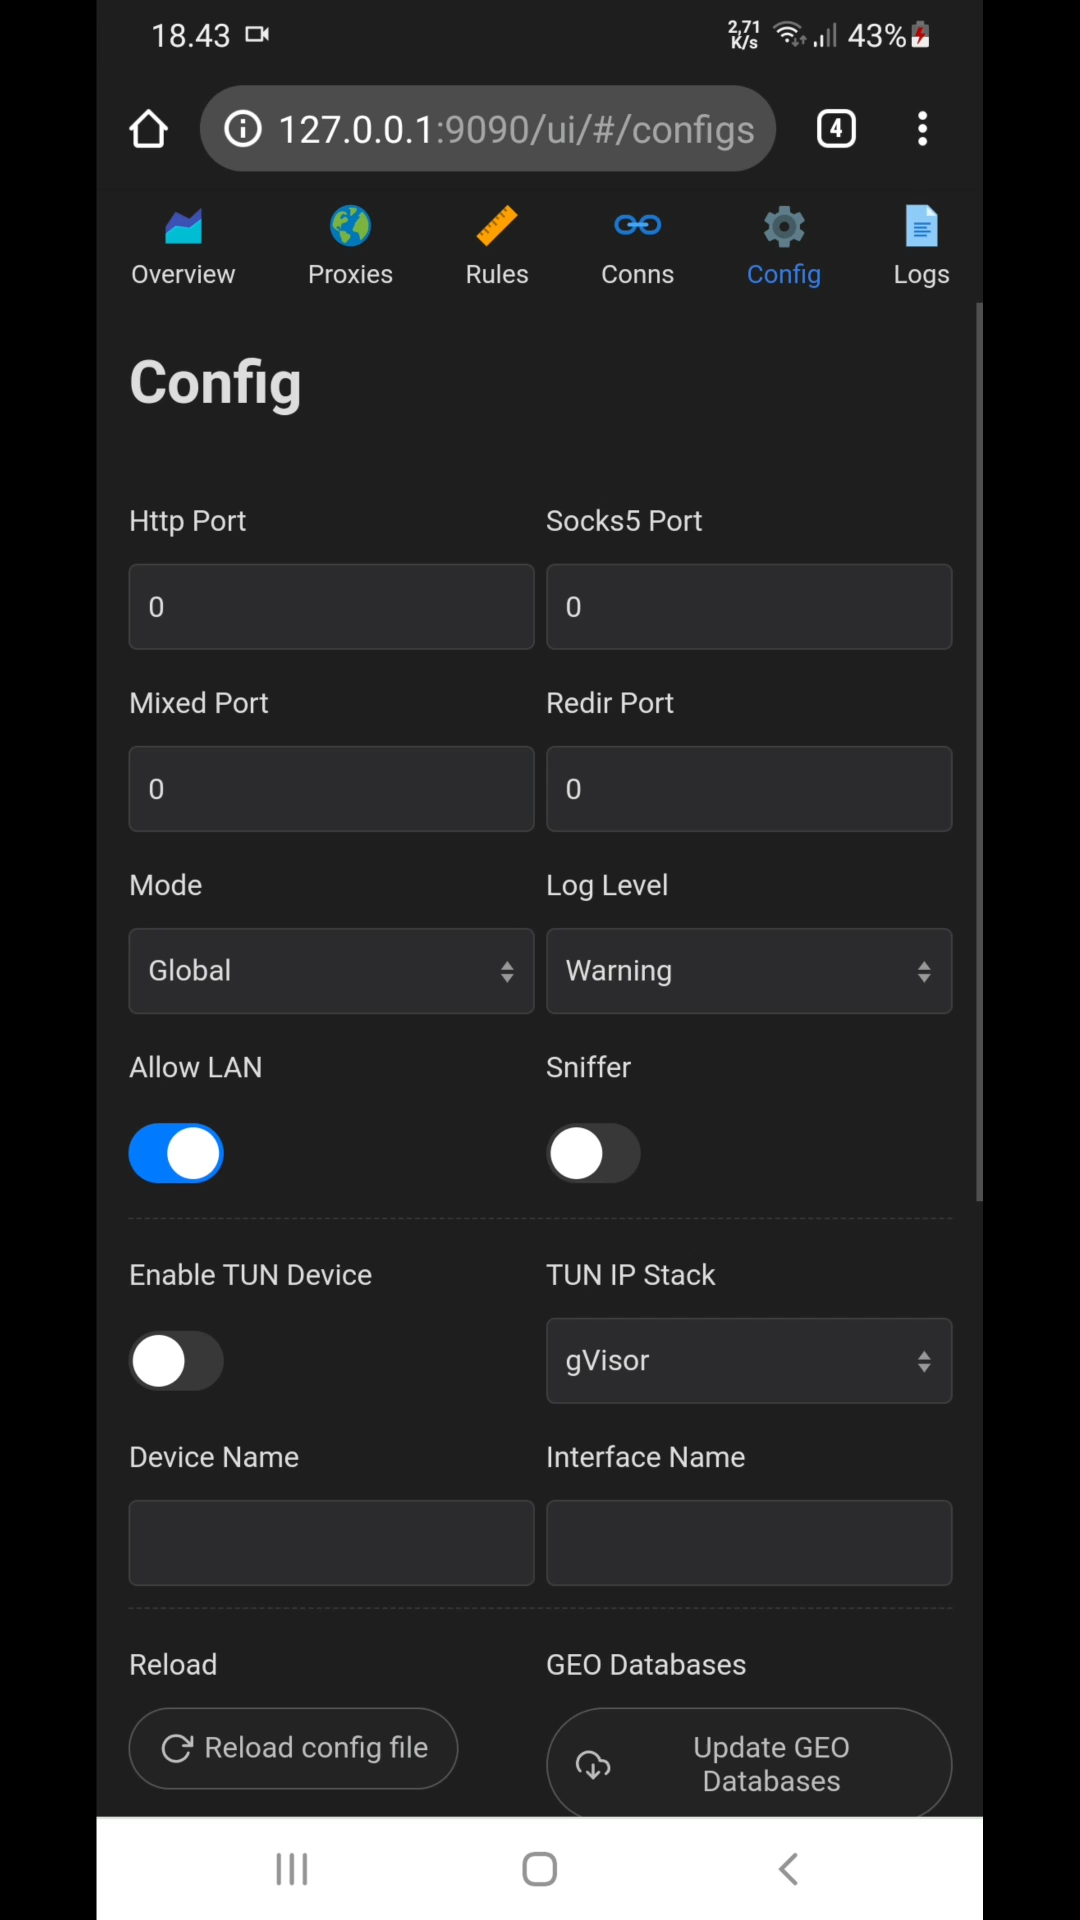 18.43
2,71 K/s
43%
127.0.0.1:9090/ui/#/configs
4
Overview Proxies Rules Conns Config Logs
Config
Http Port Socks5 Port
0 0
Mixed Port Redir Port
0 0
Mode Log Level
Global Warning
Allow LAN Sniffer
Enable TUN Device TUN IP Stack
gVisor
Device Name Interface Name
Reload GEO Databases
Reload config file
Update GEO
Databases